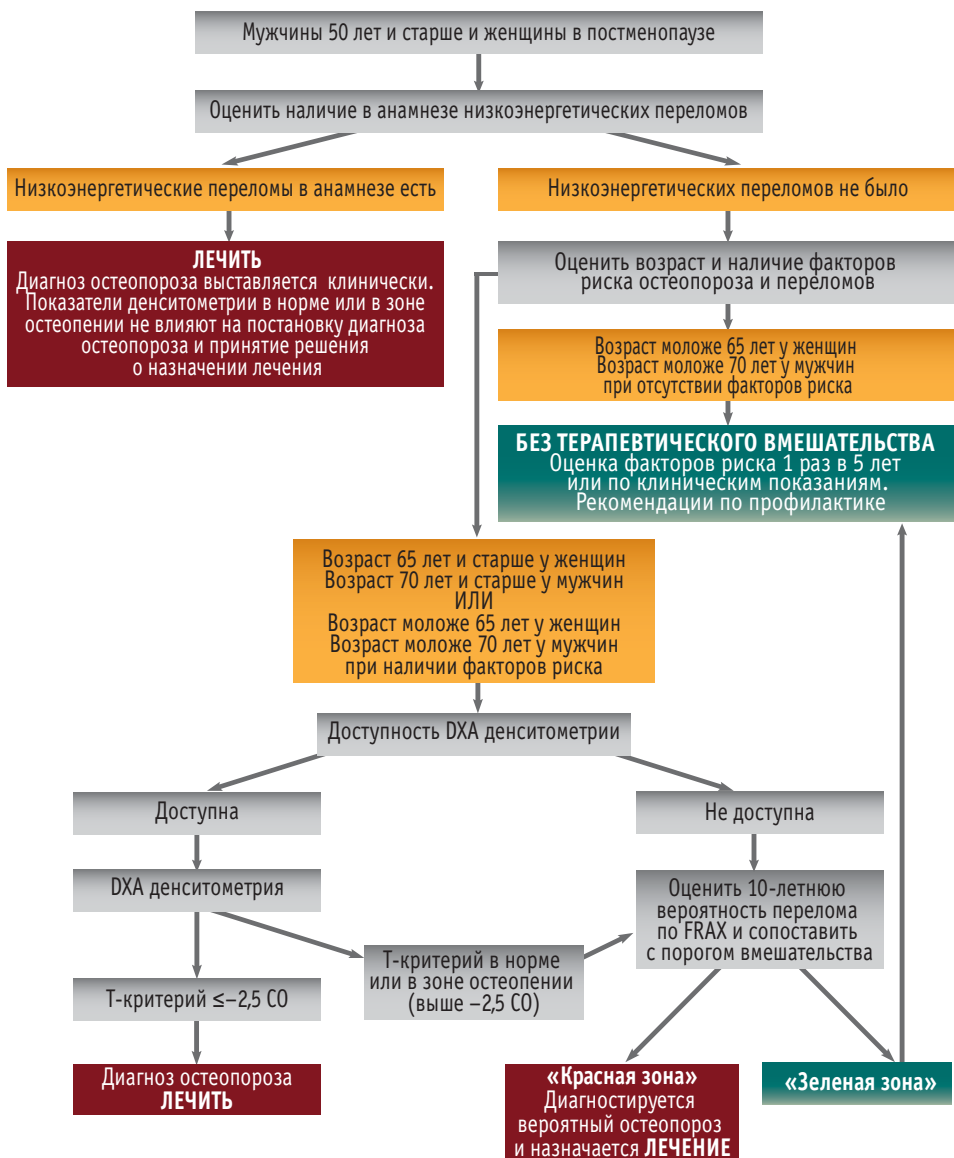 Мужчины 50 лет и старше и женщины в постменопаузе
Оценить наличие в анамнезе низкоэнергетических переломов
Низкоэнергетические переломы в анамнезе есть
Низкоэнергетических переломов не было
ЛЕЧИТЬ
Диагноз остеопороза выставляется клинически.
Показатели денситометрии в норме или в зоне
остеопении не влияют на постановку диагноза
остеопороза и принятие решения
о назначении лечения
Оценить возраст и наличие факторов
риска остеопороза и переломов
Возраст моложе 65 лет у женщин
Возраст моложе 70 лет у мужчин
при отсутствии факторов риска
БЕЗ ТЕРАПЕВТИЧЕСКОГО ВМЕШАТЕЛЬСТВА
Оценка факторов риска 1 раз в 5 лет
или по клиническим показаниям.
Рекомендации по профилактике
Возраст 65 лет и старше у женщин
Возраст 70 лет и старше у мужчин
ИЛИ
Возраст моложе 65 лет у женщин
Возраст моложе 70 лет у мужчин
при наличии факторов риска
Доступность DXA денситометрии
Доступна
Не доступна
DXA денситометрия
Оценить 10-летнюю
вероятность перелома
по FRAX и сопоставить
с порогом вмешательства
Т-критерий в норме
или в зоне остеопении
(выше −2,5 СО)
Т-критерий ≤−2,5 СО
Диагноз остеопороза
ЛЕЧИТЬ
«Красная зона»
Диагностируется
вероятный остеопороз
и назначается ЛЕЧЕНИЕ
«Зеленая зона»